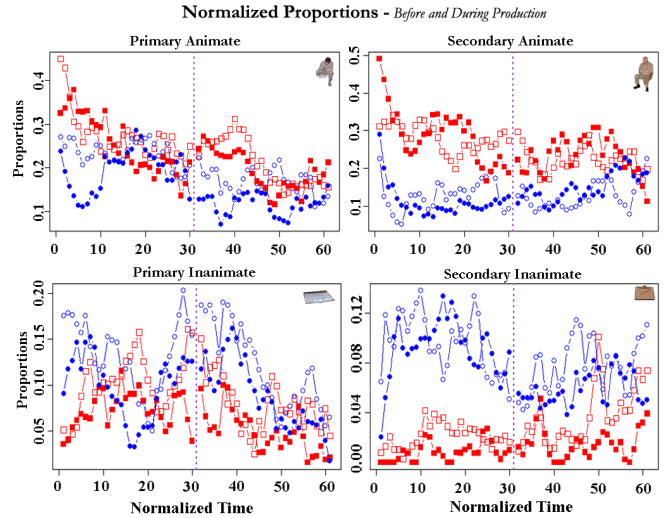 Normalized Proportions - Before and During Production
Primary Animate
Secondary Animate
Proportions
0.1
0.2
0.3
0.4
0 10 20 30 40 50 60
0.1
0.2
0.3
0.4
0.5
0 10 20 30 40 50 60
Primary Inanimate
Secondary Inanimate
Proportions
0.05
0.10
0.15
0.20
0 10 20 30 40 50 60
0.00
0.04
0.08
0.12
0 10 20 30 40 50 60
Normalized Time
Normalized Time